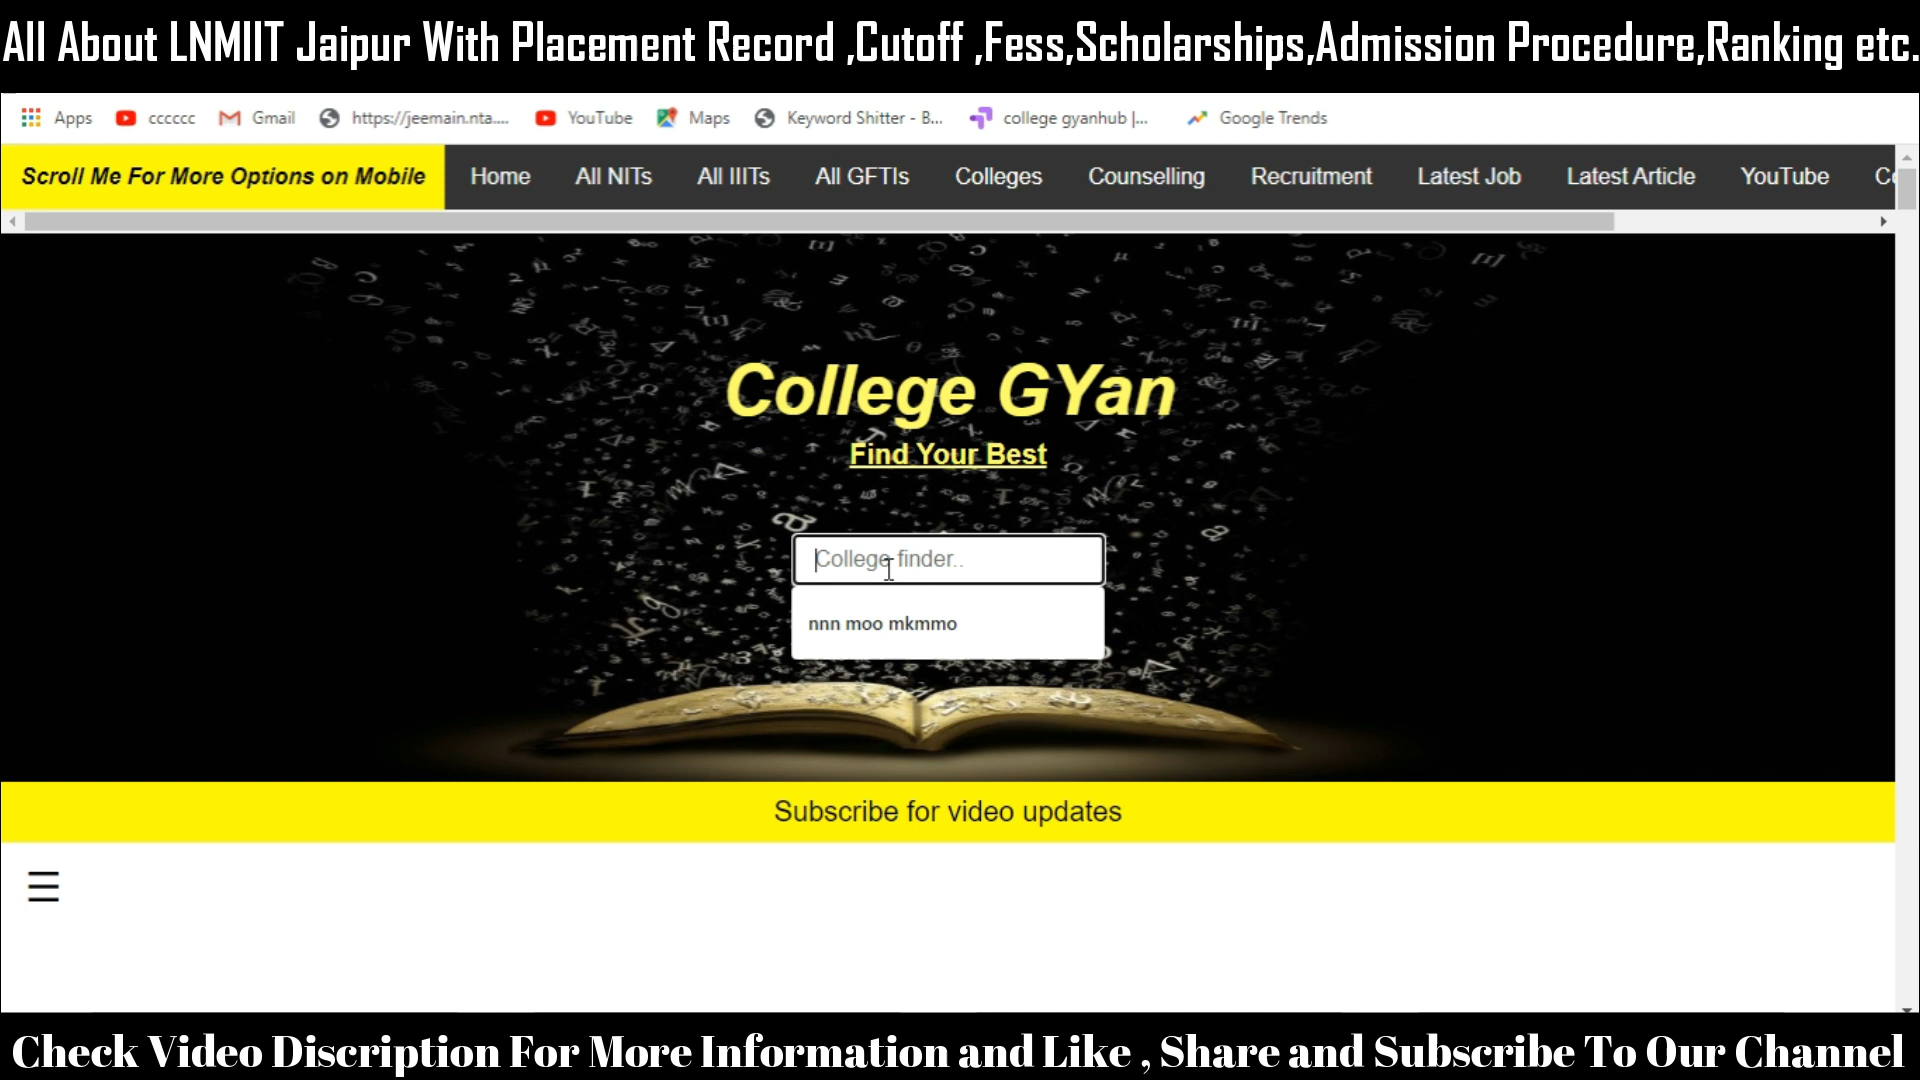 All About LNMIIT Jaipur With Placement Record ,Cutoff ,Fess,Scholarships,Admission Procedure,Ranking etc.
Apps cccccc Gmail https://jeemain.nta.... YouTube Maps Keyword Shitter - B... college gyanhub |... Google Trends
Scroll Me For More Options on Mobile Home All NITs All IIITs All GFTIs Colleges Counselling Recruitment Latest Job Latest Article YouTube
College GYan
Find Your Best
College finder..
nnn moo mkmmo
Subscribe for video updates
Check Video Discription For More Information and Like , Share and Subscribe To Our Channel